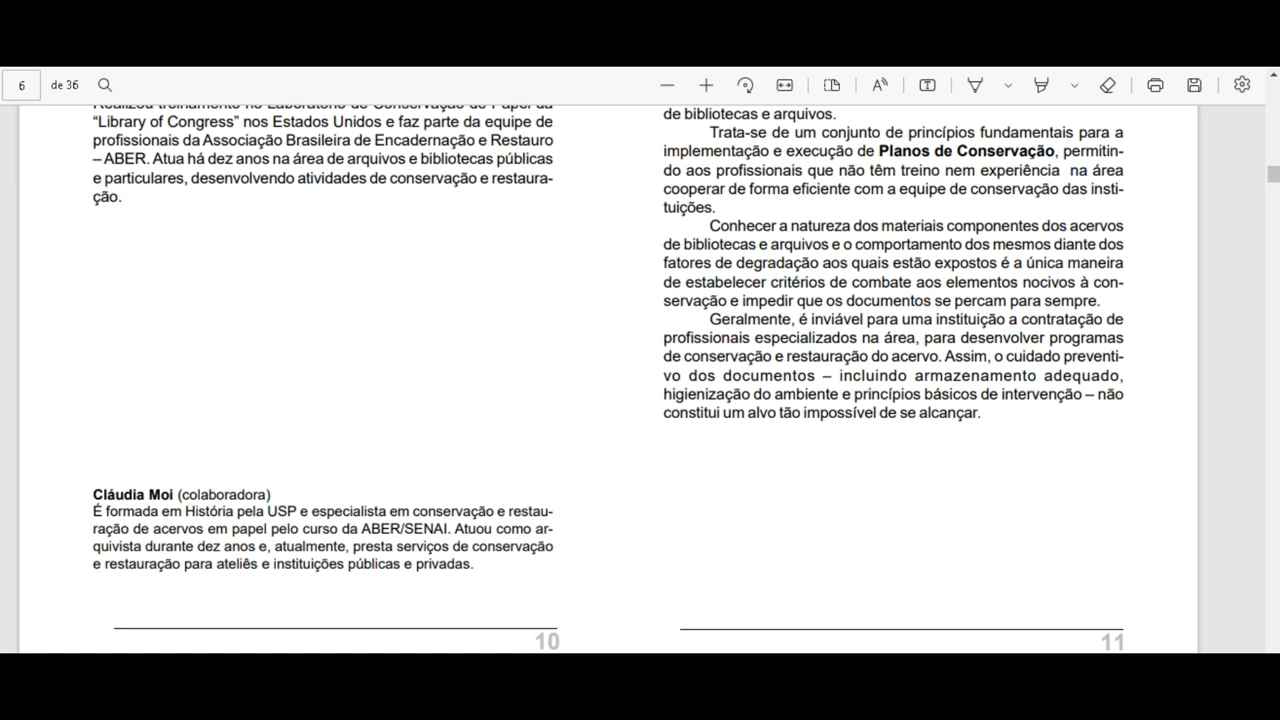 6 de 36
Realizou treinamento no Laboratório de Conservação de Papel da
“Library of Congress” nos Estados Unidos e faz parte da equipe de
profissionais da Associação Brasileira de Encadernação e Restauro
– ABER. Atua há dez anos na área de arquivos e bibliotecas públicas
e particulares, desenvolvendo atividades de conservação e restaura-
ção.
Cláudia Moi (colaboradora)
É formada em História pela USP e especialista em conservação e restau-
ração de acervos em papel pelo curso da ABER/SENAI. Atuou como ar-
quivista durante dez anos e, atualmente, presta serviços de conservação
e restauração para ateliês e instituições públicas e privadas.
10
de bibliotecas e arquivos.
Trata-se de um conjunto de princípios fundamentais para a
implementação e execução de Planos de Conservação, permitin-
do aos profissionais que não têm treino nem experiência na área
cooperar de forma eficiente com a equipe de conservação das insti-
tuições.
Conhecer a natureza dos materiais componentes dos acervos
de bibliotecas e arquivos e o comportamento dos mesmos diante dos
fatores de degradação aos quais estão expostos é a única maneira
de estabelecer critérios de combate aos elementos nocivos à con-
servação e impedir que os documentos se percam para sempre.
Geralmente, é inviável para uma instituição a contratação de
profissionais especializados na área, para desenvolver programas
de conservação e restauração do acervo. Assim, o cuidado preventi-
vo dos documentos – incluindo armazenamento adequado,
higienização do ambiente e princípios básicos de intervenção – não
constitui um alvo tão impossível de se alcançar.
11